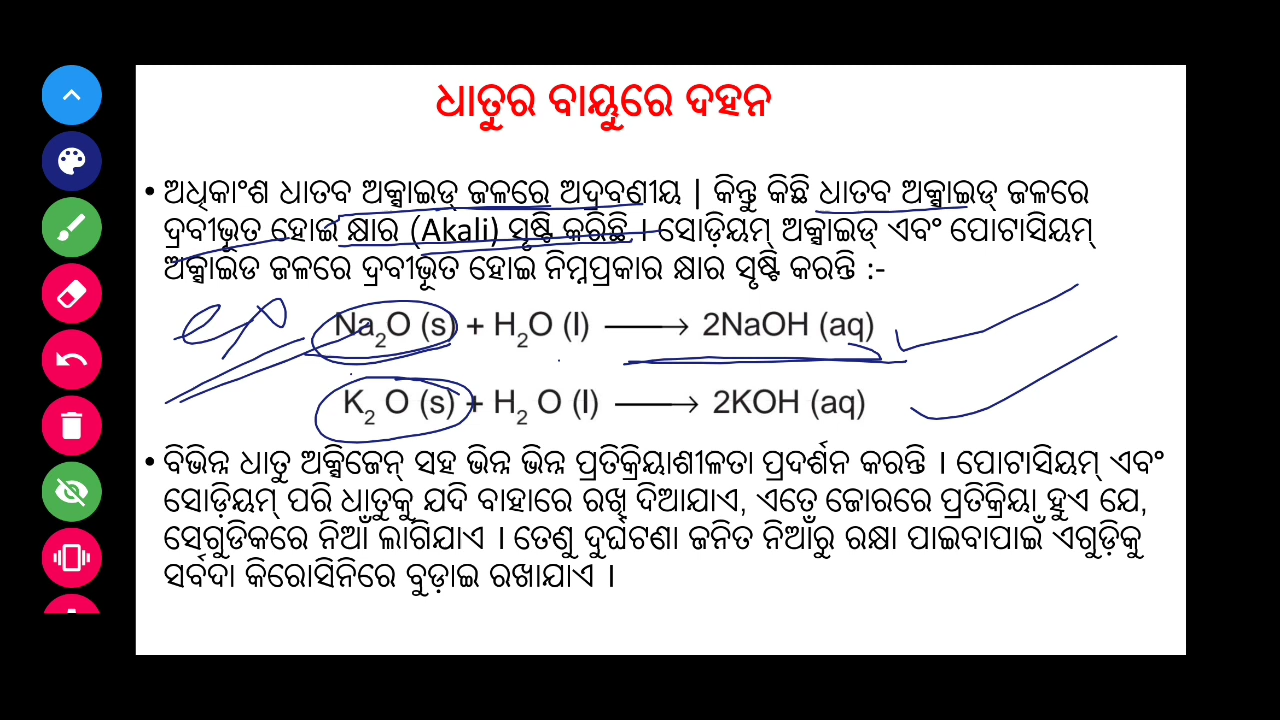 ଧାତୁର ବାୟୁରେ ଦହନ
• ଅଧିକାଂଶ ଧାତବ ଅକ୍ସାଇଡ୍ ଜଳରେ ଅଦ୍ରବଣୀୟ | କିନ୍ତୁ କିଛି ଧାତବ ଅକ୍ସାଇଡ୍ ଜଳରେ
ଦ୍ରବୀଭୂତ ହୋଇ କ୍ଷାର (Akali) ସୃଷ୍ଟି କରିଛି । ସୋଡ଼ିୟମ୍ ଅକ୍ସାଇଡ୍ ଏବଂ ପୋଟାସିୟମ୍
ଅକ୍ସାଇଡ ଜଳରେ ଦ୍ରବୀଭୂତ ହୋଇ ନିମ୍ନପ୍ରକାର କ୍ଷାର ସୃଷ୍ଟି କରନ୍ତି :-
ex
Na₂O (s) + H₂O (l) ⟶ 2NaOH (aq)
K₂ O (s) + H₂ O (l) ⟶ 2KOH (aq)
• ବିଭିନ୍ନ ଧାତୁ ଅକ୍ସିଜେନ୍ ସହ ଭିନ୍ନ ଭିନ୍ନ ପ୍ରତିକ୍ରିୟାଶୀଳତା ପ୍ରଦର୍ଶନ କରନ୍ତି । ପୋଟାସିୟମ୍ ଏବଂ
ସୋଡ଼ିୟମ୍ ପରି ଧାତୁକୁ ଯଦି ବାହାରେ ରଖି ଦିଆଯାଏ, ଏତେ ଜୋରରେ ପ୍ରତିକ୍ରିୟା ହୁଏ ଯେ,
ସେଗୁଡିକରେ ନିଆଁ ଲାଗିଯାଏ । ତେଣୁ ଦୁର୍ଘଟଣା ଜନିତ ନିଆଁରୁ ରକ୍ଷା ପାଇବାପାଇଁ ଏଗୁଡ଼ିକୁ
ସର୍ବଦା କିରୋସିନିରେ ବୁଡ଼ାଇ ରଖାଯାଏ ।